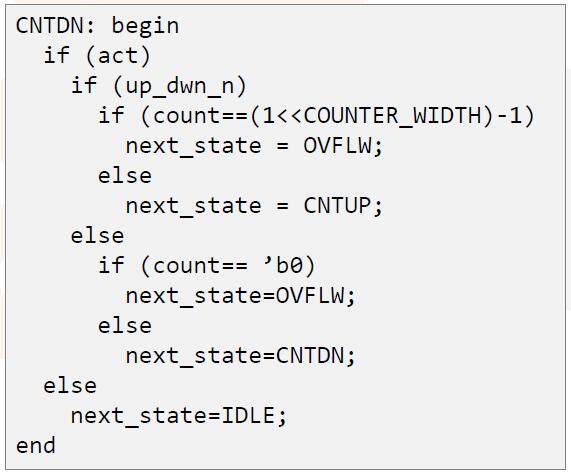 CNTDN: begin
  if (act)
    if (up_dwn_n)
      if (count==(1<<COUNTER_WIDTH)-1)
        next_state = OVFLW;
      else
        next_state = CNTUP;
    else
      if (count== ’b0)
        next_state=OVFLW;
      else
        next_state=CNTDN;
  else
    next_state=IDLE;
end